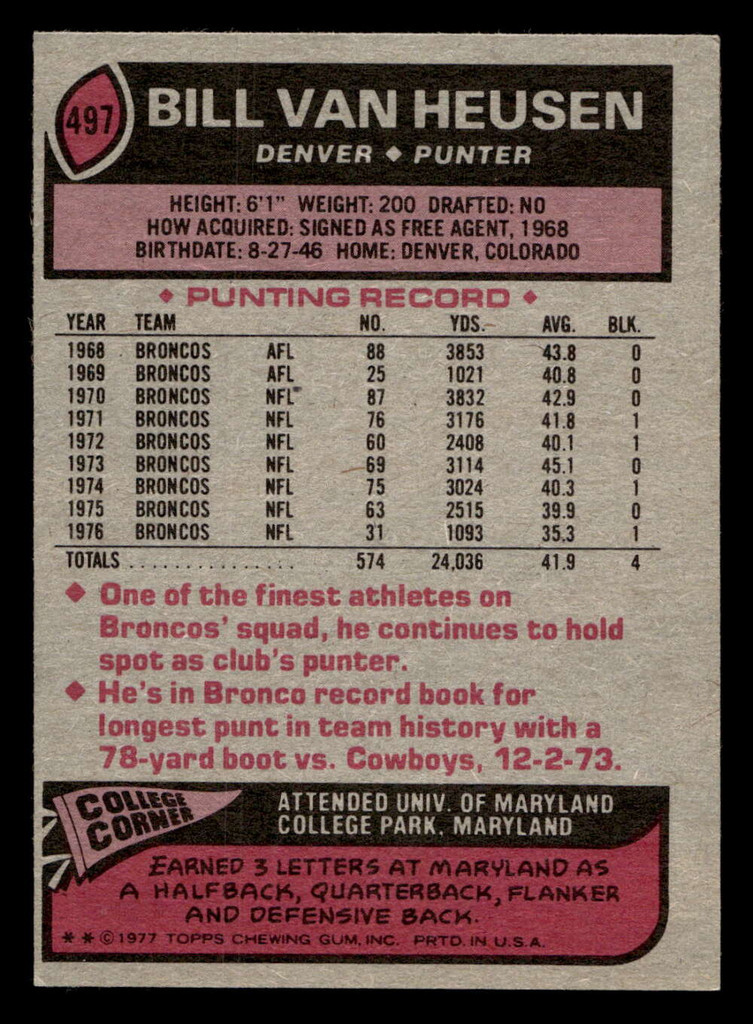 497
BILL VAN HEUSEN
DENVER ◆ PUNTER
HEIGHT: 6'1" WEIGHT: 200 DRAFTED: NO
HOW ACQUIRED: SIGNED AS FREE AGENT, 1968
BIRTHDATE: 8-27-46 HOME: DENVER, COLORADO
◆ PUNTING RECORD ◆
YEAR TEAM NO. YDS. AVG. BLK.
1968 BRONCOS AFL 88 3853 43.8 0
1969 BRONCOS AFL 25 1021 40.8 0
1970 BRONCOS NFL 87 3832 42.9 0
1971 BRONCOS NFL 76 3176 41.8 1
1972 BRONCOS NFL 60 2408 40.1 1
1973 BRONCOS NFL 69 3114 45.1 0
1974 BRONCOS NFL 75 3024 40.3 1
1975 BRONCOS NFL 63 2515 39.9 0
1976 BRONCOS NFL 31 1093 35.3 1
TOTALS . . . . . . . . . . . . . . . 574 24,036 41.9 4
◆ One of the finest athletes on
Broncos' squad, he continues to hold
spot as club's punter.
◆ He's in Bronco record book for
longest punt in team history with a
78-yard boot vs. Cowboys, 12-2-73.
COLLEGE
CORNER
ATTENDED UNIV. OF MARYLAND
COLLEGE PARK, MARYLAND
EARNED 3 LETTERS AT MARYLAND AS
A HALFBACK, QUARTERBACK, FLANKER
AND DEFENSIVE BACK.
* * © 1977 TOPPS CHEWING GUM, INC. PRTD. IN U.S.A.